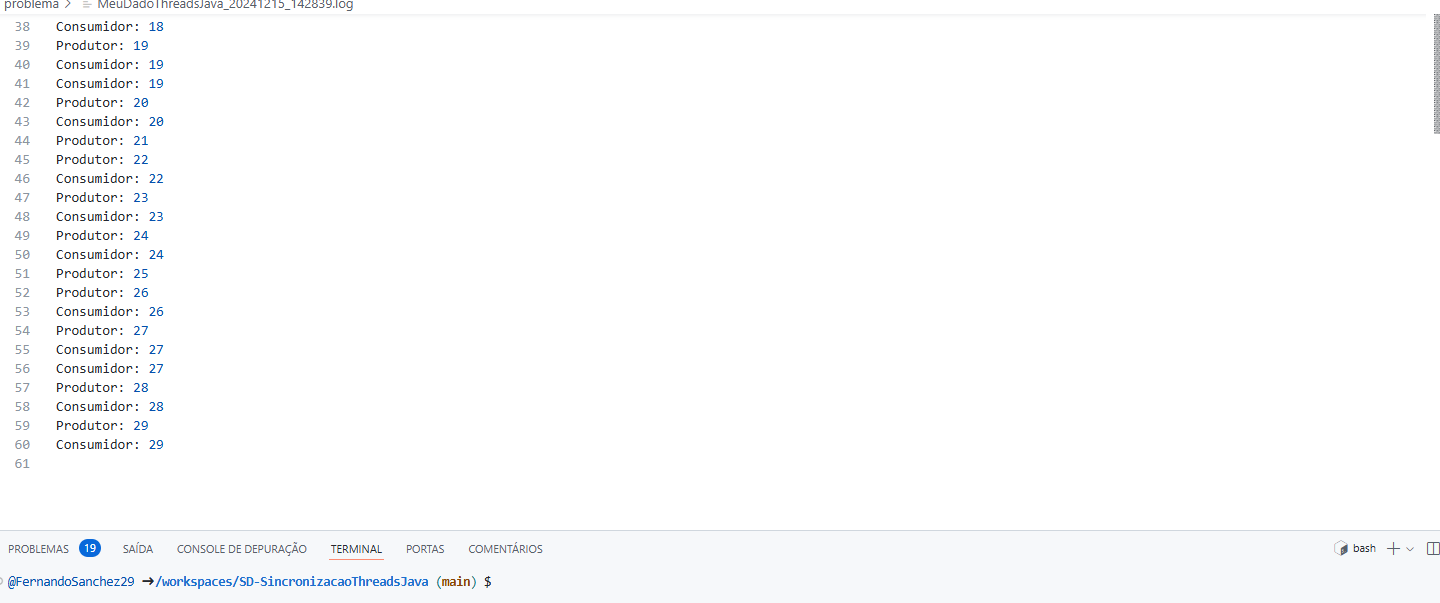 problema > MeuDadoThreadsJava_20241215_142839.log
38 Consumidor: 18
39 Produtor: 19
40 Consumidor: 19
41 Consumidor: 19
42 Produtor: 20
43 Consumidor: 20
44 Produtor: 21
45 Produtor: 22
46 Consumidor: 22
47 Produtor: 23
48 Consumidor: 23
49 Produtor: 24
50 Consumidor: 24
51 Produtor: 25
52 Produtor: 26
53 Consumidor: 26
54 Produtor: 27
55 Consumidor: 27
56 Consumidor: 27
57 Produtor: 28
58 Consumidor: 28
59 Produtor: 29
60 Consumidor: 29
61
PROBLEMAS 19 SAÍDA CONSOLE DE DEPURAÇÃO TERMINAL PORTAS COMENTÁRIOS bash
@FernandoSanchez29 ➜/workspaces/SD-SincronizacaoThreadsJava (main) $